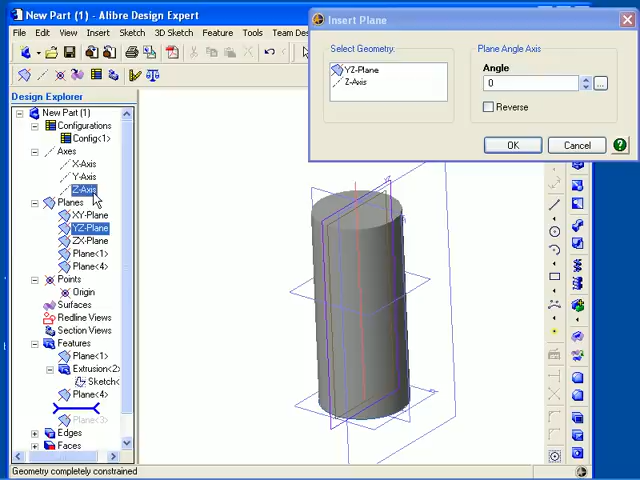 New Part (1) - Alibre Design Expert
File Edit View Insert Sketch 3D Sketch Feature Tools Team Des
Design Explorer
New Part (1)
Configurations
Config<1>
Axes
X-Axis
Y-Axis
Z-Axis
Planes
XY-Plane
YZ-Plane
ZX-Plane
Plane<1>
Plane<4>
Points
Origin
Surfaces
Redline Views
Section Views
Features
Plane<1>
Extrusion<2>
Sketch<
Plane<4>
Plane<3>
Edges
Faces
Geometry completely constrained
Insert Plane
Select Geometry:
YZ-Plane
Z-Axis
Plane Angle Axis
Angle
0
...
Reverse
OK
Cancel
?